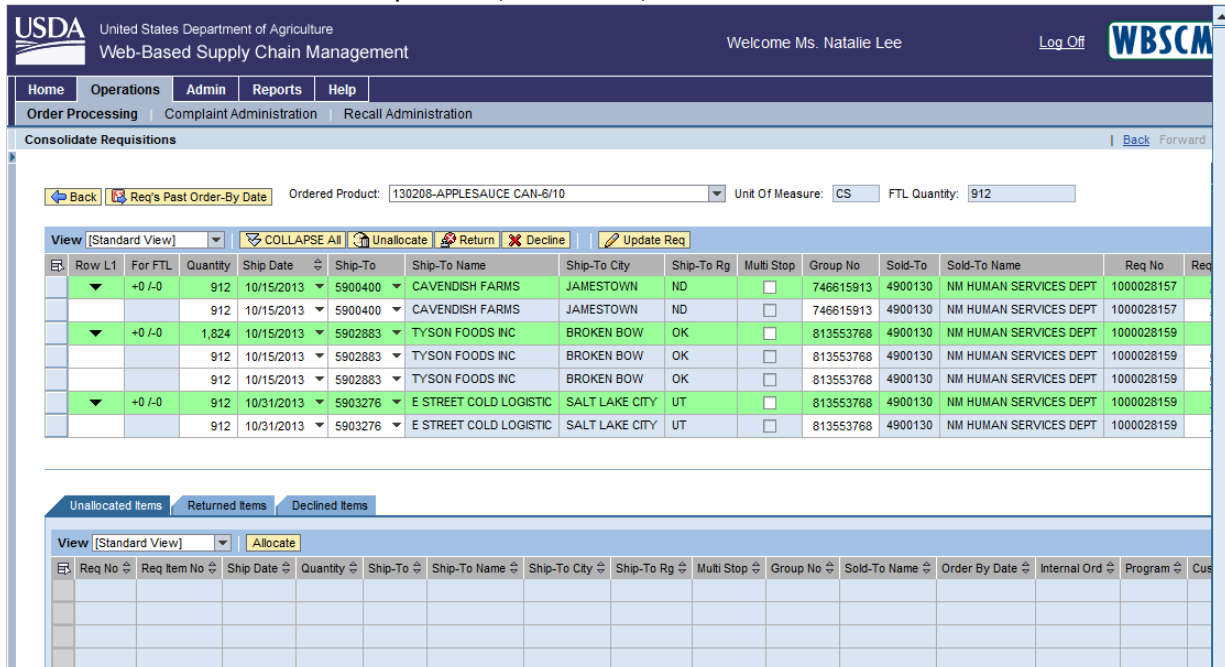 USDA United States Department of Agriculture
Web-Based Supply Chain Management
Welcome Ms. Natalie Lee
Log Off
WBSCM
Home Operations Admin Reports Help
Order Processing | Complaint Administration | Recall Administration
Consolidate Requisitions | Back Forward
Back Req's Past Order-By Date Ordered Product: 130208-APPLESAUCE CAN-6/10 Unit Of Measure: CS FTL Quantity: 912
View [Standard View] COLLAPSE All Unallocate Return Decline Update Req
Row L1 For FTL Quantity Ship Date Ship-To Ship-To Name Ship-To City Ship-To Rg Multi Stop Group No Sold-To Sold-To Name Req No Req
+0 /-0 912 10/15/2013 5900400 CAVENDISH FARMS JAMESTOWN ND 746615913 4900130 NM HUMAN SERVICES DEPT 1000028157
912 10/15/2013 5900400 CAVENDISH FARMS JAMESTOWN ND 746615913 4900130 NM HUMAN SERVICES DEPT 1000028157
+0 /-0 1,824 10/15/2013 5902883 TYSON FOODS INC BROKEN BOW OK 813553768 4900130 NM HUMAN SERVICES DEPT 1000028159
912 10/15/2013 5902883 TYSON FOODS INC BROKEN BOW OK 813553768 4900130 NM HUMAN SERVICES DEPT 1000028159
912 10/15/2013 5902883 TYSON FOODS INC BROKEN BOW OK 813553768 4900130 NM HUMAN SERVICES DEPT 1000028159
+0 /-0 912 10/31/2013 5903276 E STREET COLD LOGISTIC SALT LAKE CITY UT 813553768 4900130 NM HUMAN SERVICES DEPT 1000028159
912 10/31/2013 5903276 E STREET COLD LOGISTIC SALT LAKE CITY UT 813553768 4900130 NM HUMAN SERVICES DEPT 1000028159
Unallocated Items Returned Items Declined Items
View [Standard View] Allocate
Req No Req Item No Ship Date Quantity Ship-To Ship-To Name Ship-To City Ship-To Rg Multi Stop Group No Sold-To Name Order By Date Internal Ord Program Cus